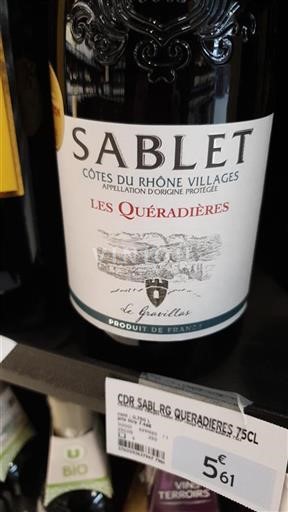 SABLET
CÔTES DU RHÔNE VILLAGES
APPELLATION D'ORIGINE PROTÉGÉE
LES QUÉRADIÈRES
Le Gravillas
PRODUIT DE FRANCE
CDR SABL.RG QUERADIERES 75CL
5€61
U
BIO
VINS
TERROIRS